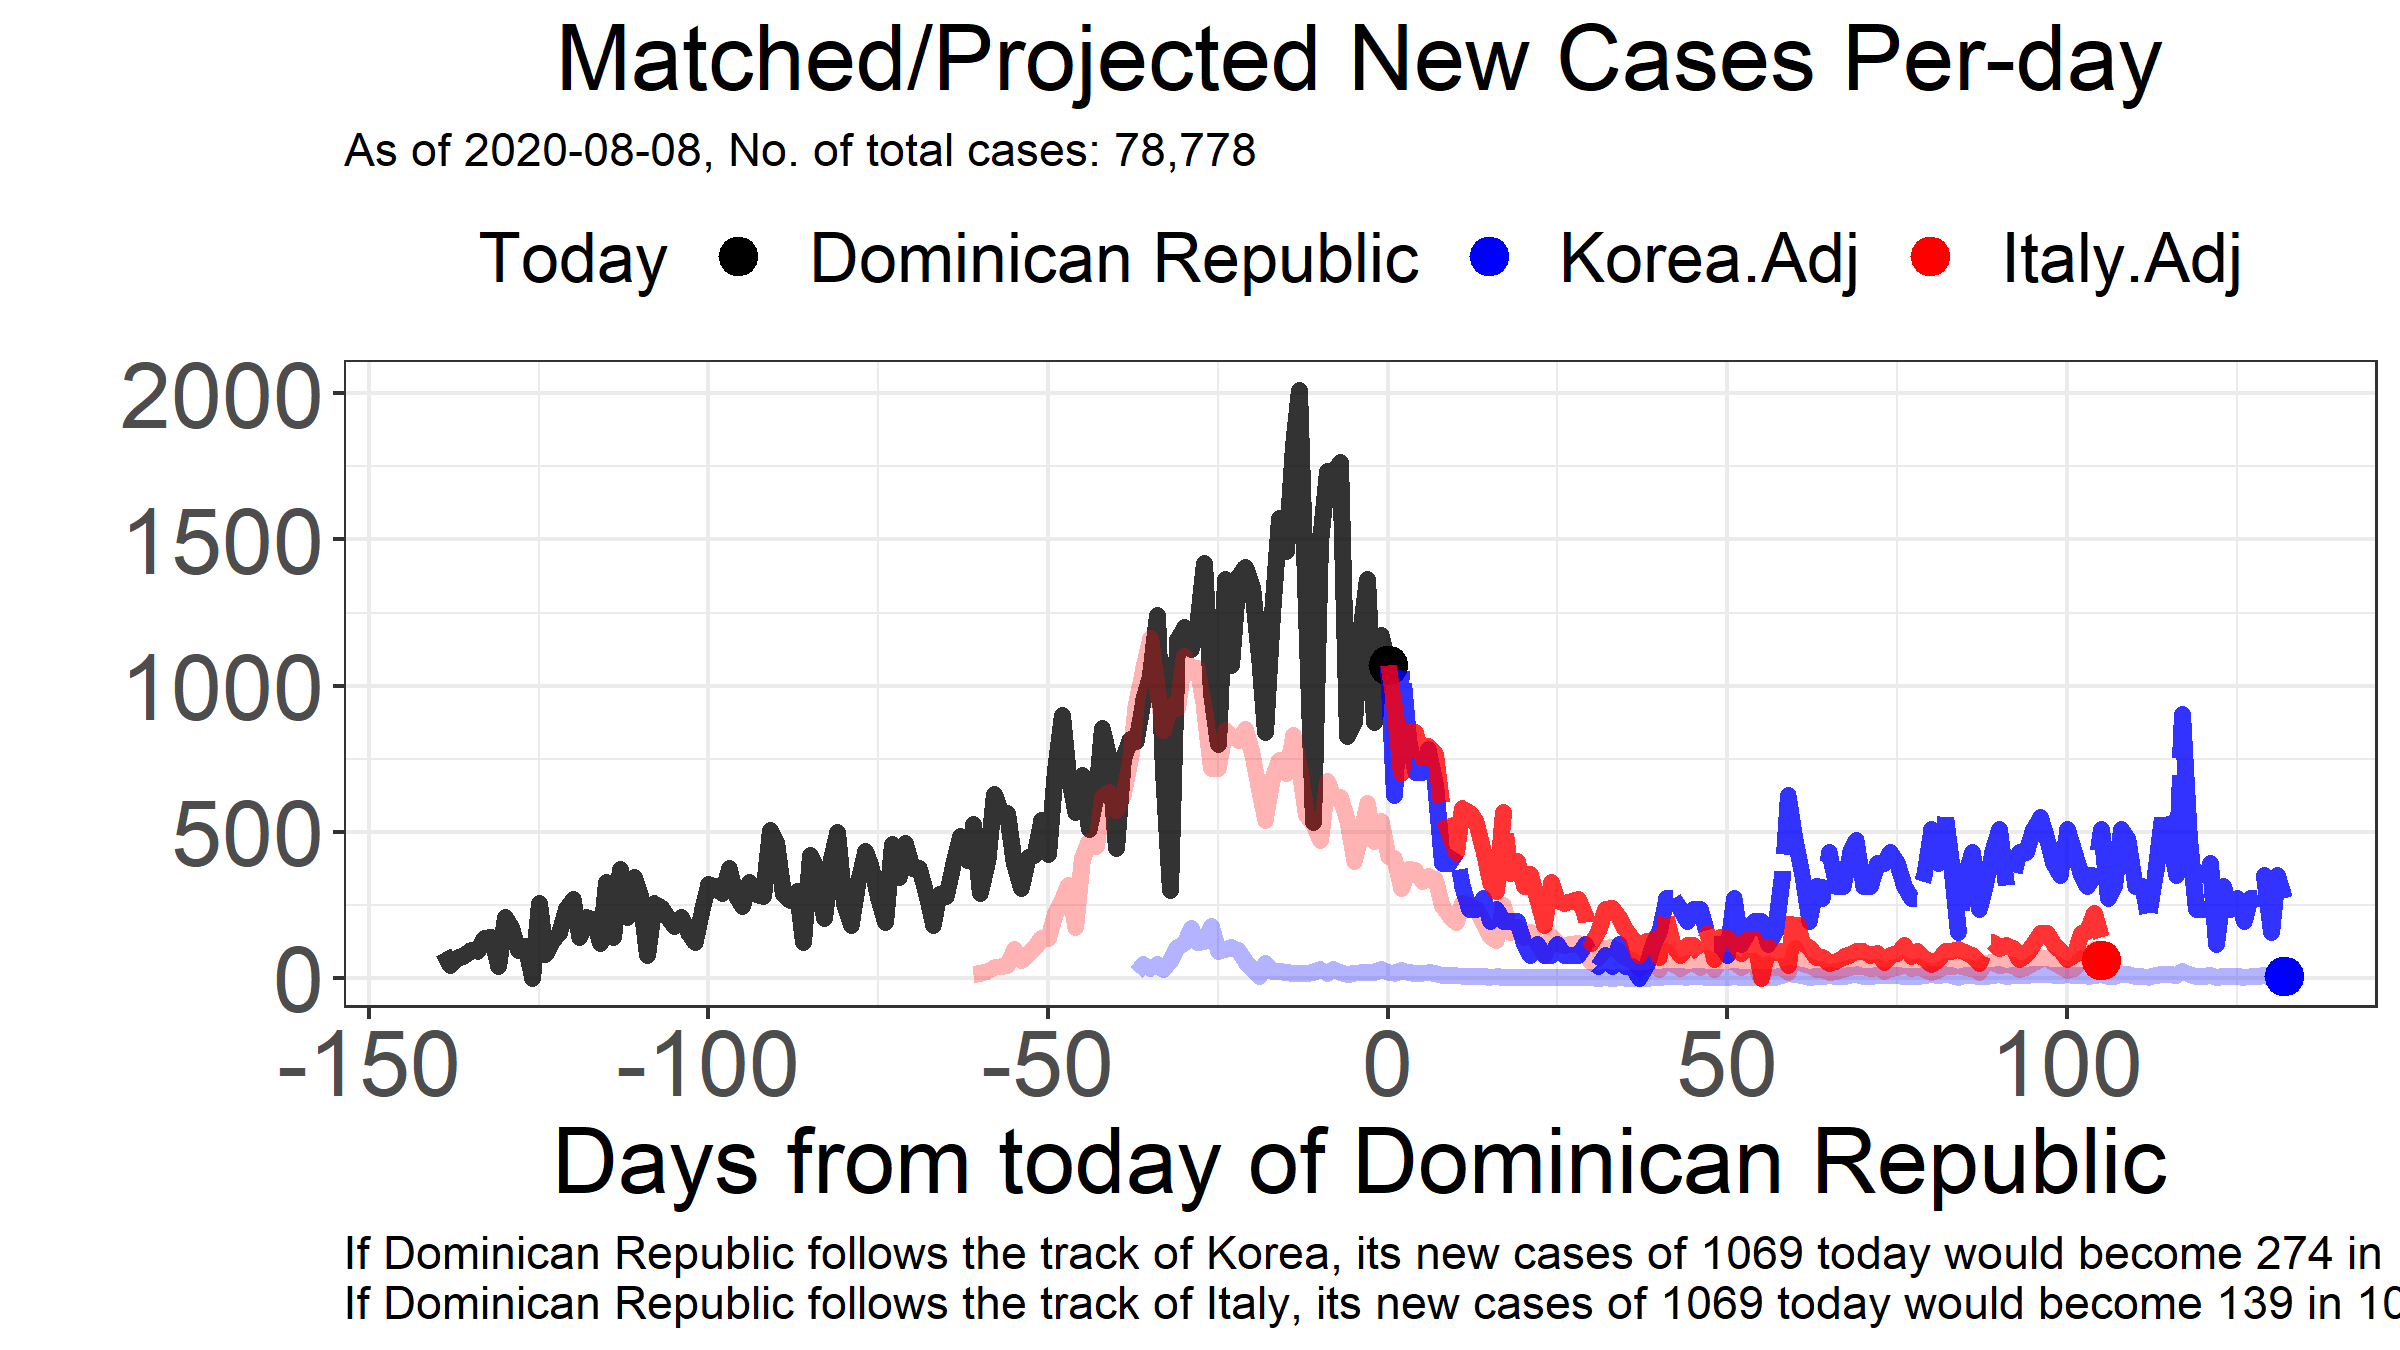 Matched/Projected New Cases Per-day
As of 2020-08-08, No. of total cases: 78,778
Today Dominican Republic Korea.Adj Italy.Adj
2000
1500
1000
500
0
-150 -100 -50 0 50 100
Days from today of Dominican Republic
If Dominican Republic follows the track of Korea, its new cases of 1069 today would become 274 in
If Dominican Republic follows the track of Italy, its new cases of 1069 today would become 139 in